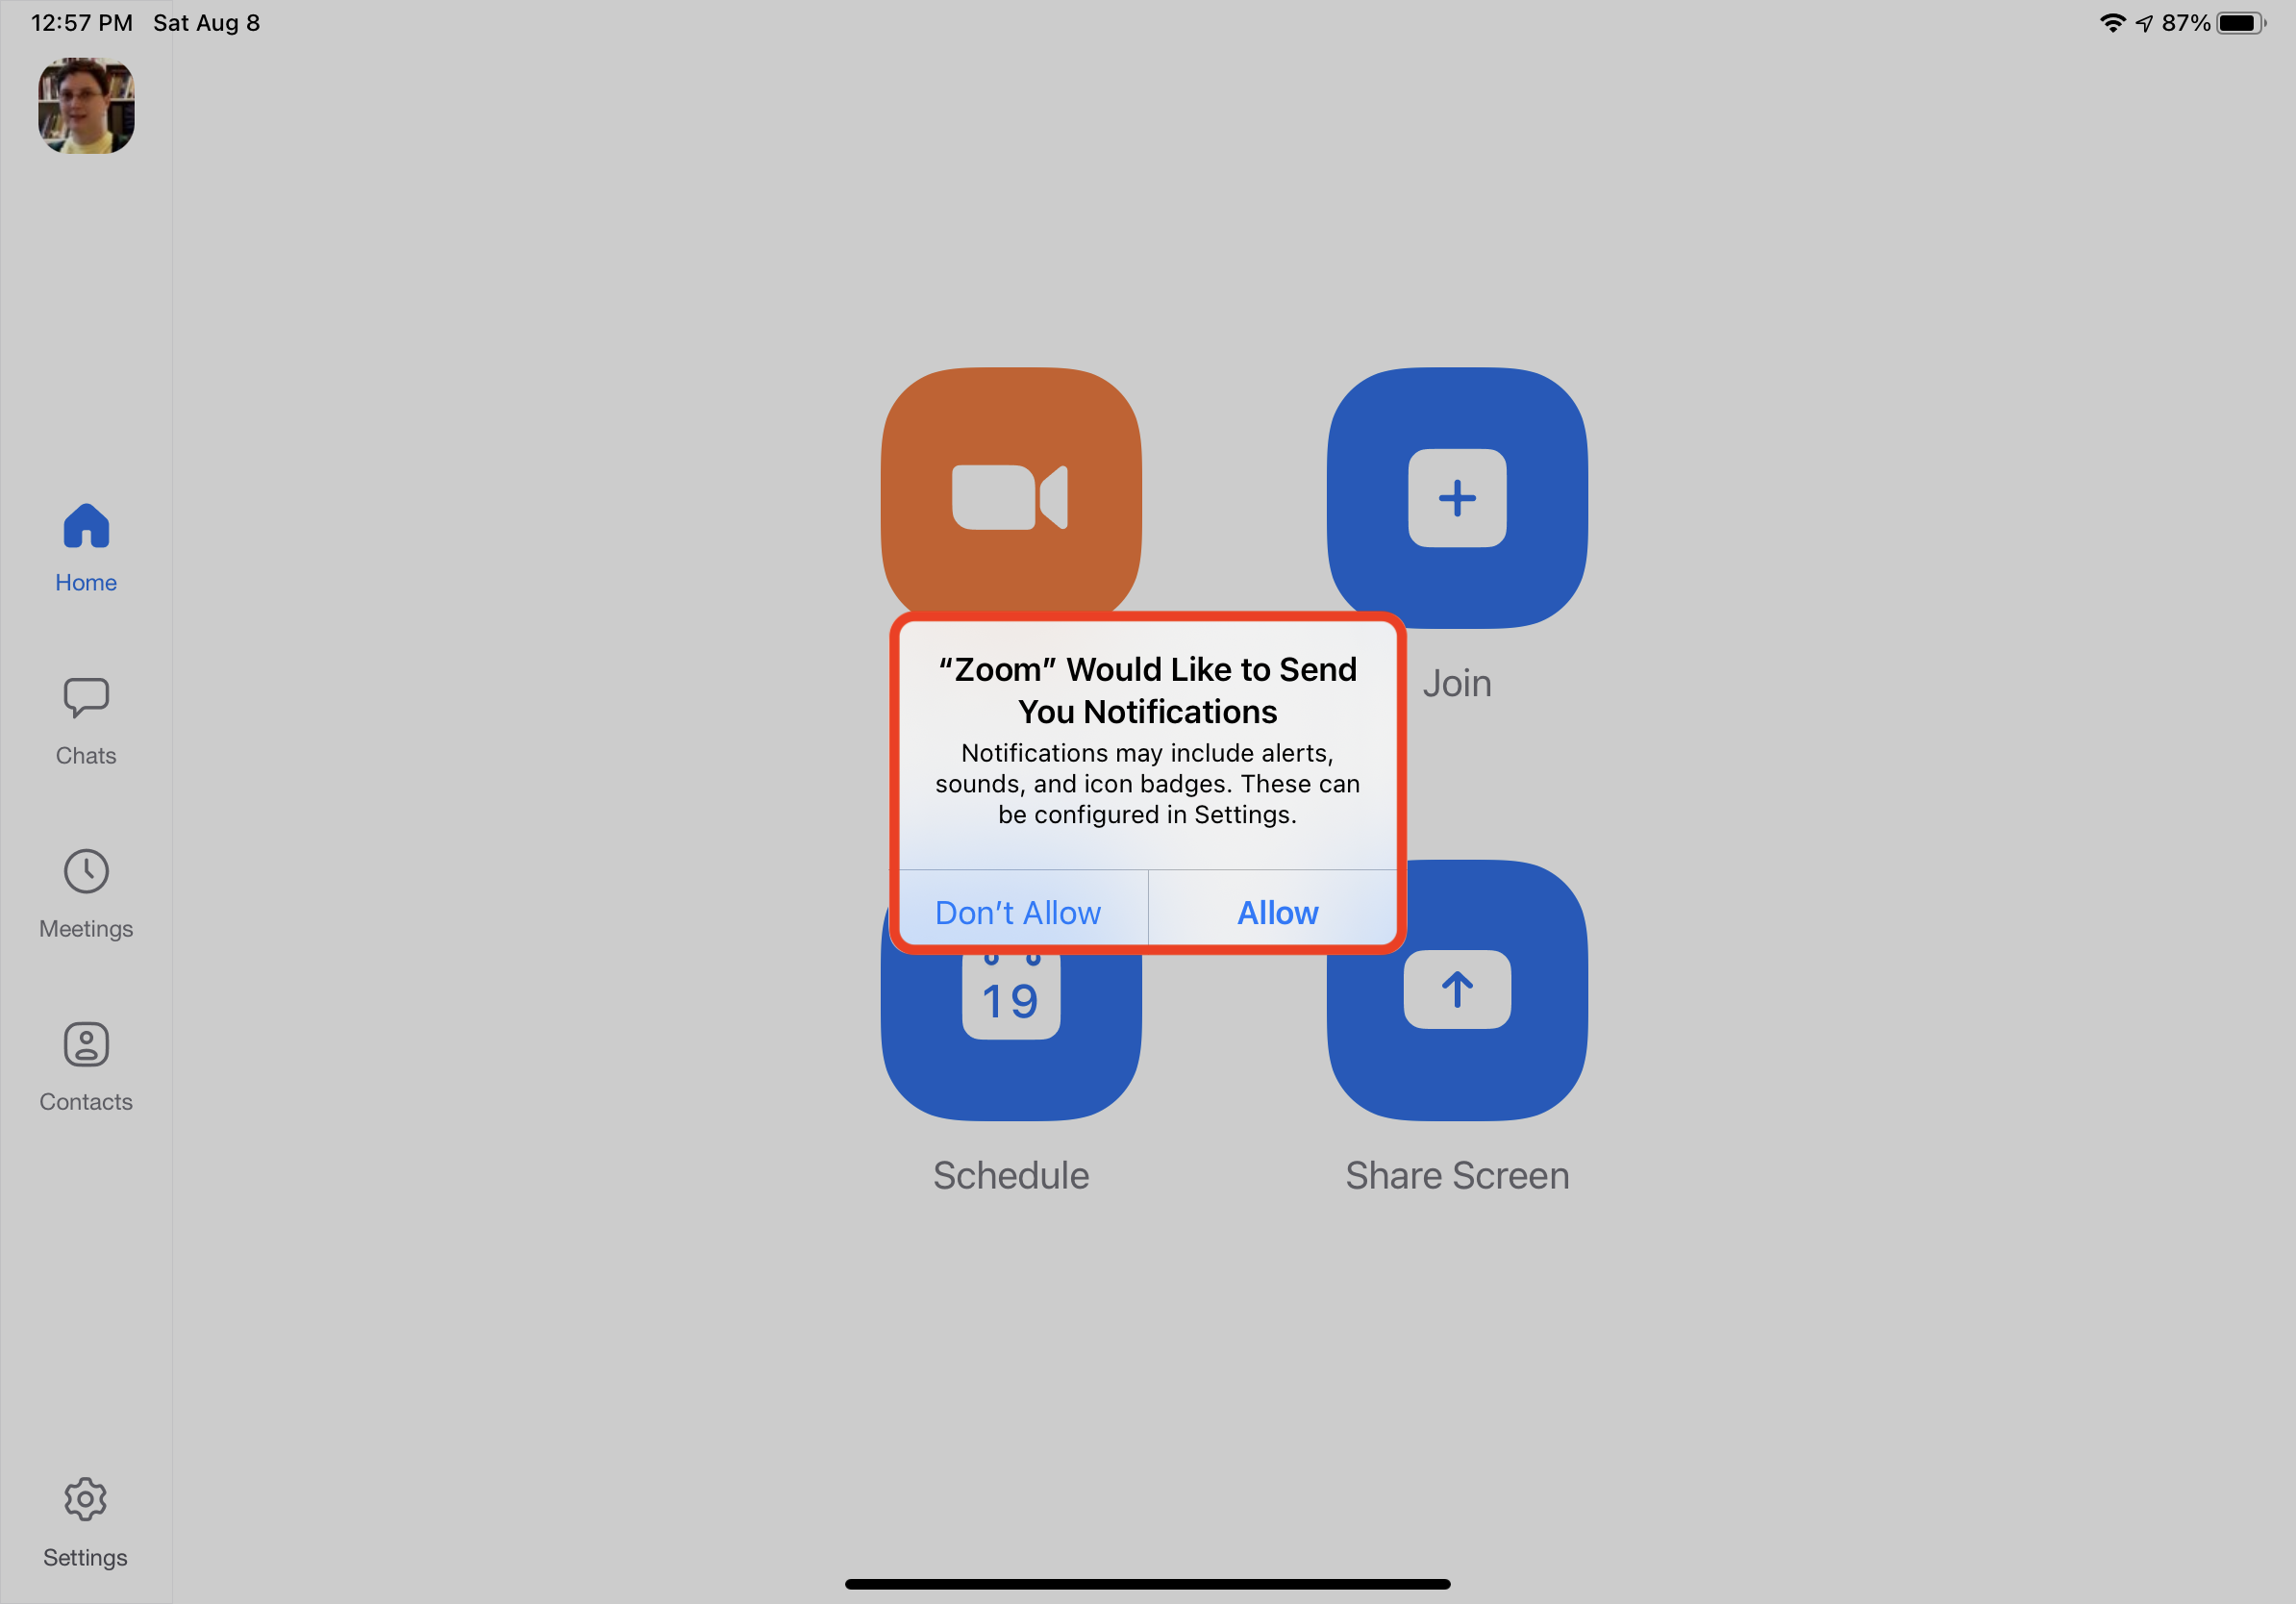 12:57 PM Sat Aug 8
87%
Home
Chats
Meetings
Contacts
Settings
Join
“Zoom” Would Like to Send
You Notifications
Notifications may include alerts,
sounds, and icon badges. These can
be configured in Settings.
Don’t Allow
Allow
19
Schedule
Share Screen